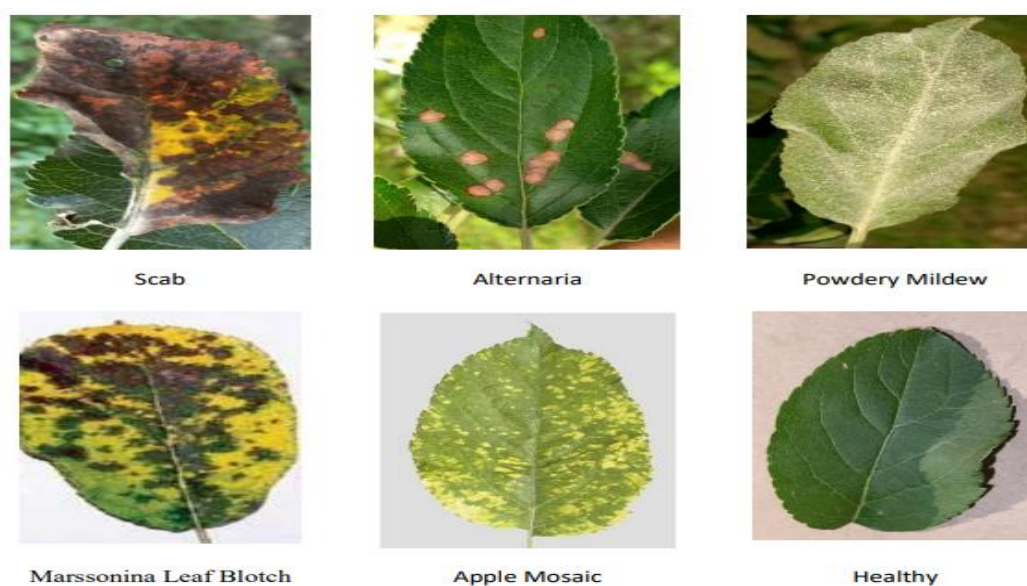 Scab
Alternaria
Powdery Mildew
Marssonina Leaf Blotch
Apple Mosaic
Healthy